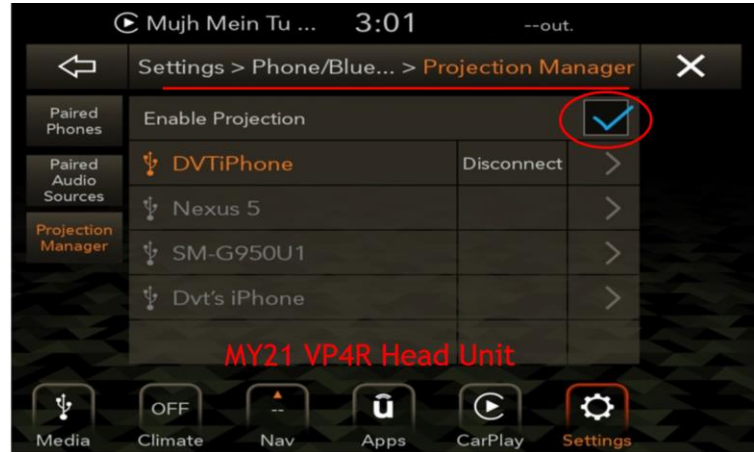 Mujh Mein Tu ...
3:01
--out.
Settings > Phone/Blue... > Projection Manager
Paired
Phones
Enable Projection
Paired
Audio
Sources
DVTiPhone
Disconnect
Nexus 5
Projection
Manager
SM-G950U1
Dvt's iPhone
MY21 VP4R Head Unit
OFF
--
û
Media
Climate
Nav
Apps
CarPlay
Settings